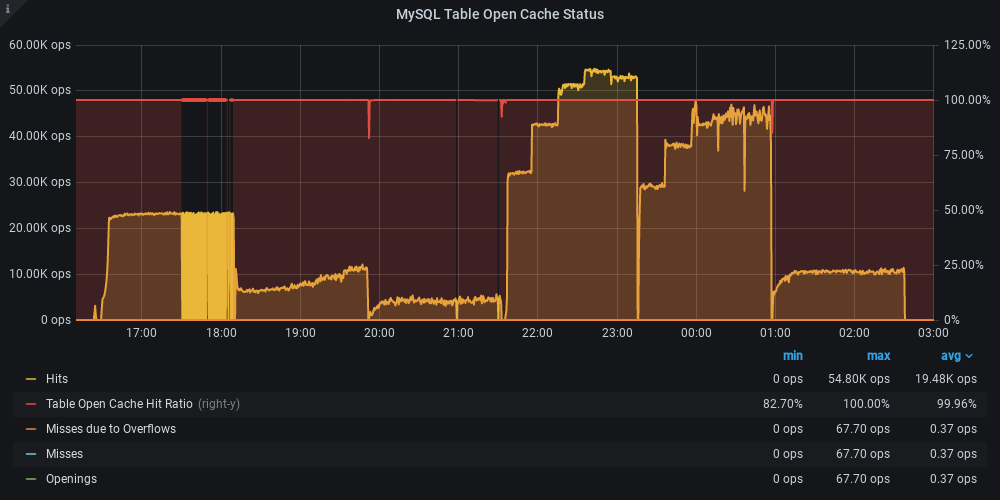 i
MySQL Table Open Cache Status
60.00K ops 125.00%
50.00K ops 100.00%
40.00K ops 75.00%
30.00K ops 50.00%
20.00K ops 25.00%
10.00K ops 0%
0 ops
17:00 18:00 19:00 20:00 21:00 22:00 23:00 00:00 01:00 02:00 03:00
min max avg
Hits 0 ops 54.80K ops 19.48K ops
Table Open Cache Hit Ratio (right-y) 82.70% 100.00% 99.96%
Misses due to Overflows 0 ops 67.70 ops 0.37 ops
Misses 0 ops 67.70 ops 0.37 ops
Openings 0 ops 67.70 ops 0.37 ops